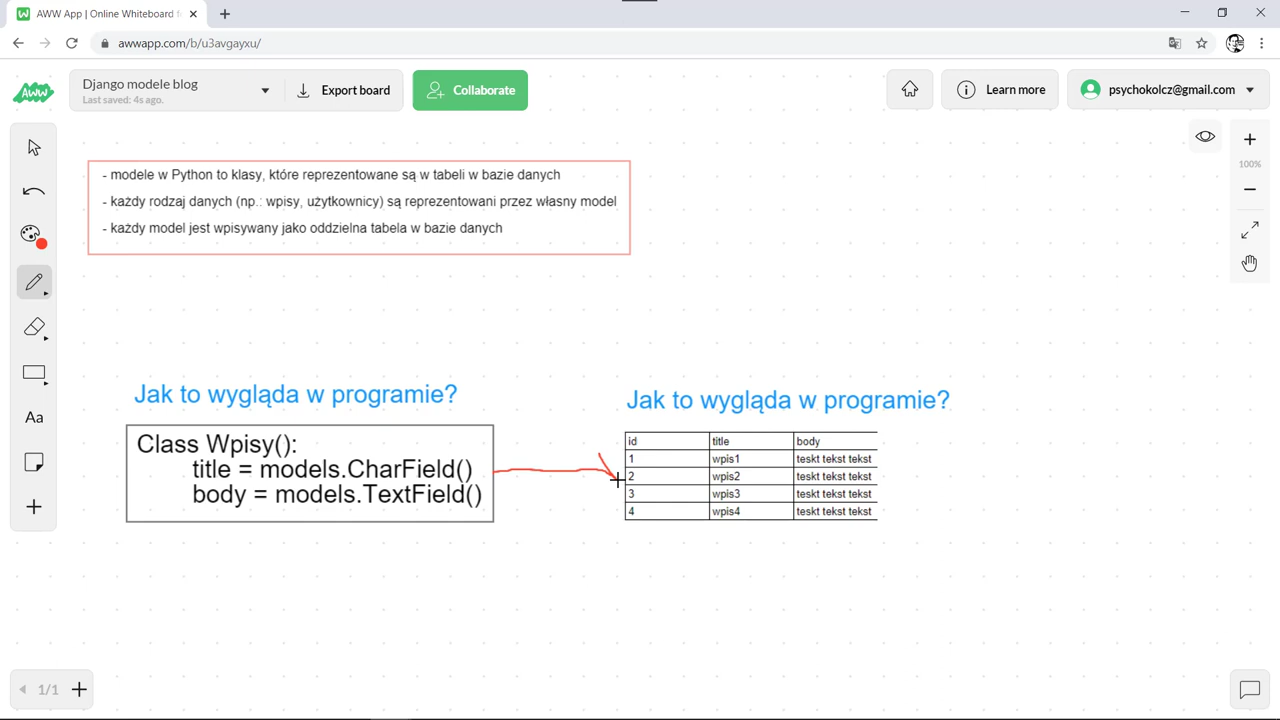 AWW App | Online Whiteboard f
awwapp.com/b/u3avgayxu/
AWW
Django modele blog
Last saved: 4s ago.
Export board
Collaborate
Learn more
psychokolcz@gmail.com
100%
- modele w Python to klasy, które reprezentowane są w tabeli w bazie danych
- każdy rodzaj danych (np.: wpisy, użytkownicy) są reprezentowani przez własny model
- każdy model jest wpisywany jako oddzielna tabela w bazie danych
Aa
Jak to wygląda w programie?
Class Wpisy():
title = models.CharField()
body = models.TextField()
Jak to wygląda w programie?
id title body
1 wpis1 teskt tekst tekst
2 wpis2 teskt tekst tekst
3 wpis3 teskt tekst tekst
4 wpis4 teskt tekst tekst
1/1